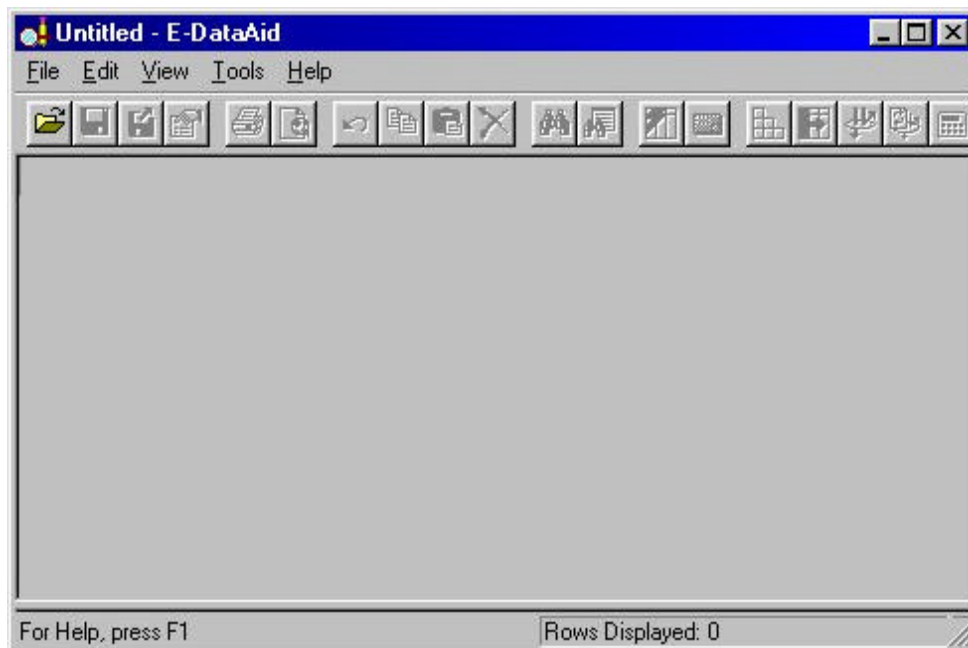 Untitled - E-DataAid
File Edit View Tools Help
For Help, press F1 Rows Displayed: 0